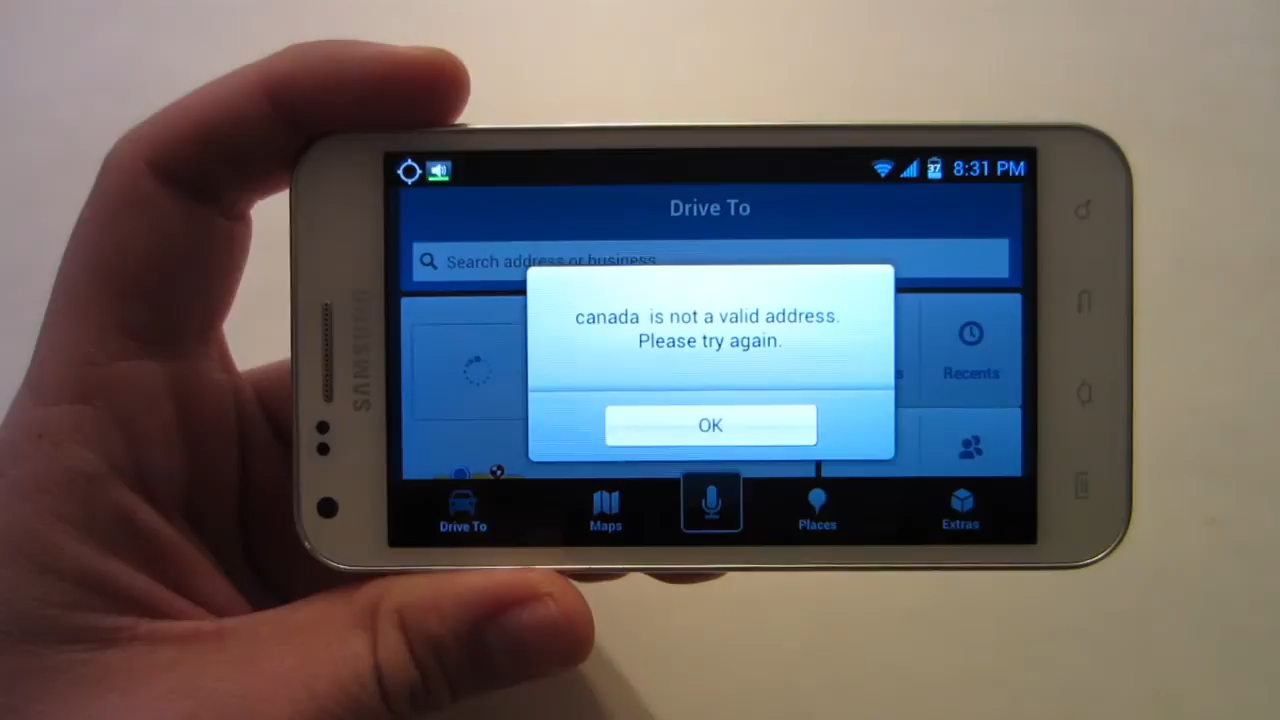 SAMSUNG
37
8:31 PM
Drive To
Search address or business
canada is not a valid address.
Please try again.
OK
s
Recents
Drive To
Maps
Places
Extras